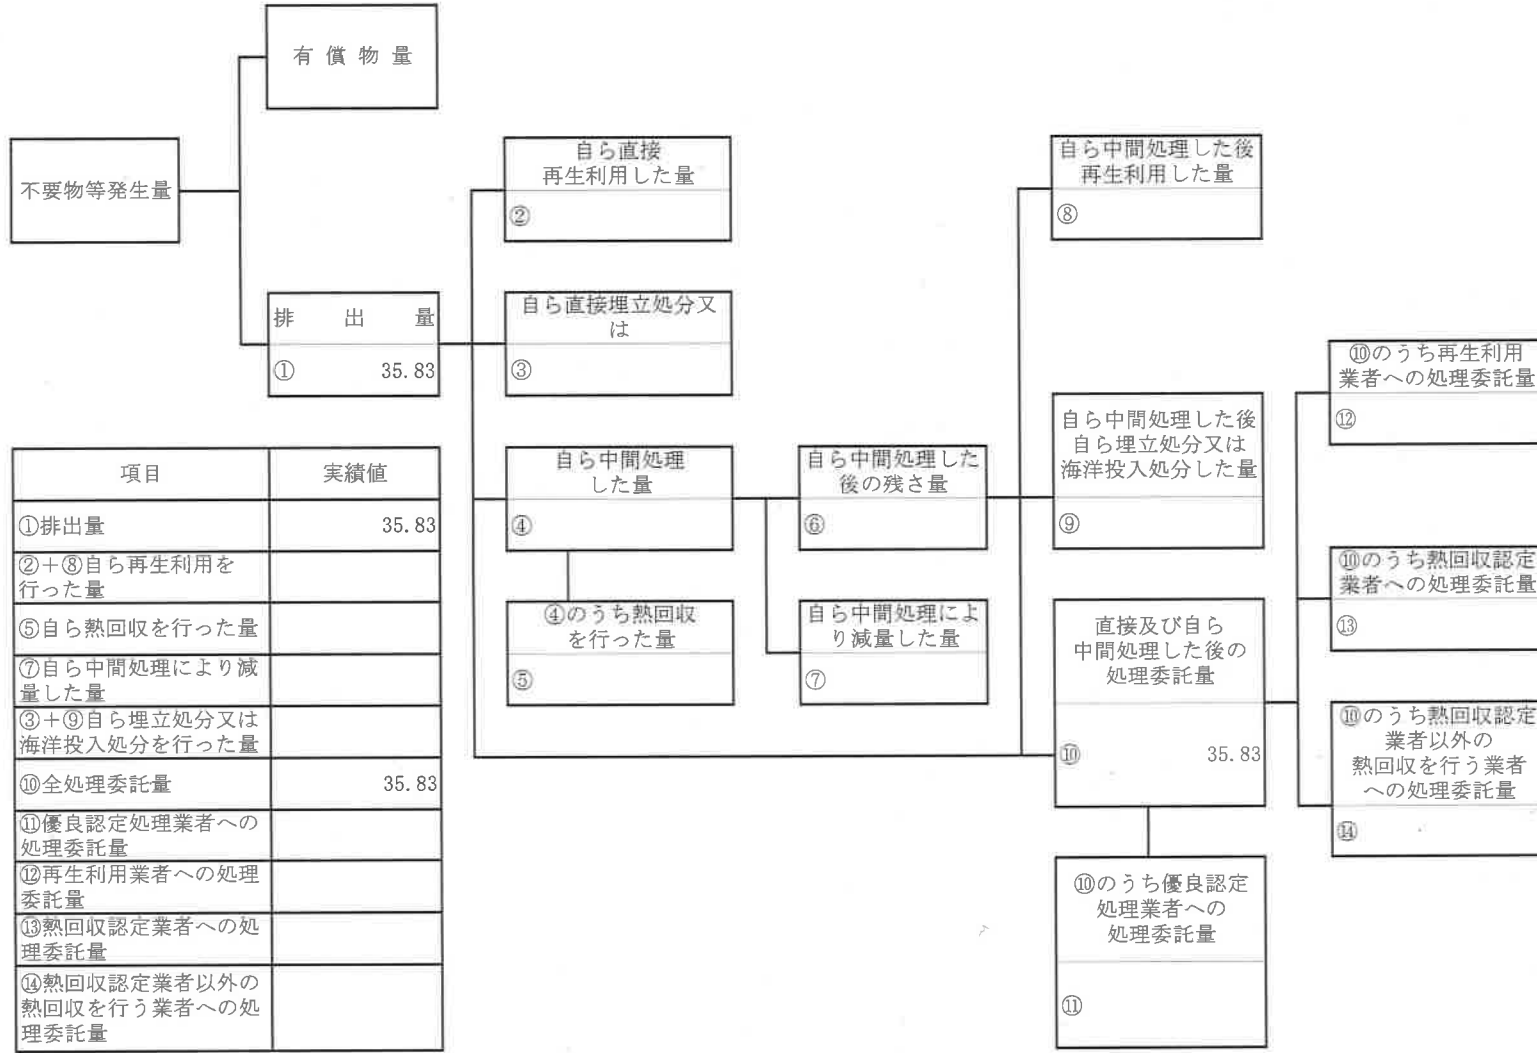 有 償 物 量
不要物等発生量
排 出 量
① 35.83
自ら直接
再生利用した量
②
自ら直接埋立処分又
は
③
自ら中間処理
した量
④
④のうち熱回収
を行った量
⑤
自ら中間処理した
後の残さ量
⑥
自ら中間処理によ
り減量した量
⑦
自ら中間処理した後
再生利用した量
⑧
自ら中間処理した後
自ら埋立処分又は
海洋投入処分した量
⑨
直接及び自ら
中間処理した後の
処理委託量
⑩ 35.83
⑩のうち優良認定
処理業者への
処理委託量
⑪
⑩のうち再生利用
業者への処理委託量
⑫
⑩のうち熱回収認定
業者への処理委託量
⑬
⑩のうち熱回収認定
業者以外の
熱回収を行う業者
への処理委託量
⑭
項目 実績値
①排出量 35.83
②＋⑧自ら再生利用を
行った量
⑤自ら熱回収を行った量
⑦自ら中間処理により減
量した量
③＋⑨自ら埋立処分又は
海洋投入処分を行った量
⑩全処理委託量 35.83
⑪優良認定処理業者への
処理委託量
⑫再生利用業者への処理
委託量
⑬熱回収認定業者への処
理委託量
⑭熱回収認定業者以外の
熱回収を行う業者への処
理委託量